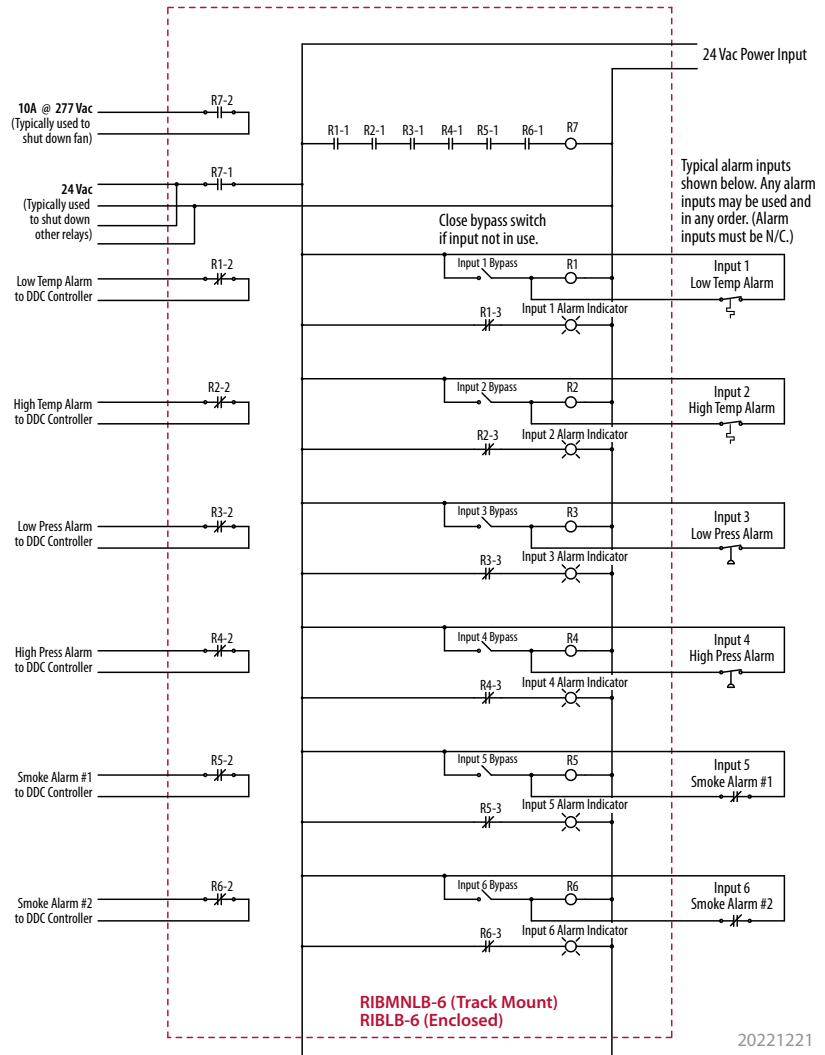 24 Vac Power Input
10A @ 277 Vac
(Typically used to
shut down fan)
R7-2
R1-1 R2-1 R3-1 R4-1 R5-1 R6-1 R7
24 Vac
(Typically used
to shut down
other relays)
R7-1
Typical alarm inputs
shown below. Any alarm
inputs may be used and
in any order. (Alarm
inputs must be N/C.)
Close bypass switch
if input not in use.
Low Temp Alarm
to DDC Controller
R1-2
Input 1 Bypass
R1
Input 1
Low Temp Alarm
R1-3
Input 1 Alarm Indicator
High Temp Alarm
to DDC Controller
R2-2
Input 2 Bypass
R2
Input 2
High Temp Alarm
R2-3
Input 2 Alarm Indicator
Low Press Alarm
to DDC Controller
R3-2
Input 3 Bypass
R3
Input 3
Low Press Alarm
R3-3
Input 3 Alarm Indicator
High Press Alarm
to DDC Controller
R4-2
Input 4 Bypass
R4
Input 4
High Press Alarm
R4-3
Input 4 Alarm Indicator
Smoke Alarm #1
to DDC Controller
R5-2
Input 5 Bypass
R5
Input 5
Smoke Alarm #1
R5-3
Input 5 Alarm Indicator
Smoke Alarm #2
to DDC Controller
R6-2
Input 6 Bypass
R6
Input 6
Smoke Alarm #2
R6-3
Input 6 Alarm Indicator
RIBMNLB-6 (Track Mount)
RIBLB-6 (Enclosed)
20221221